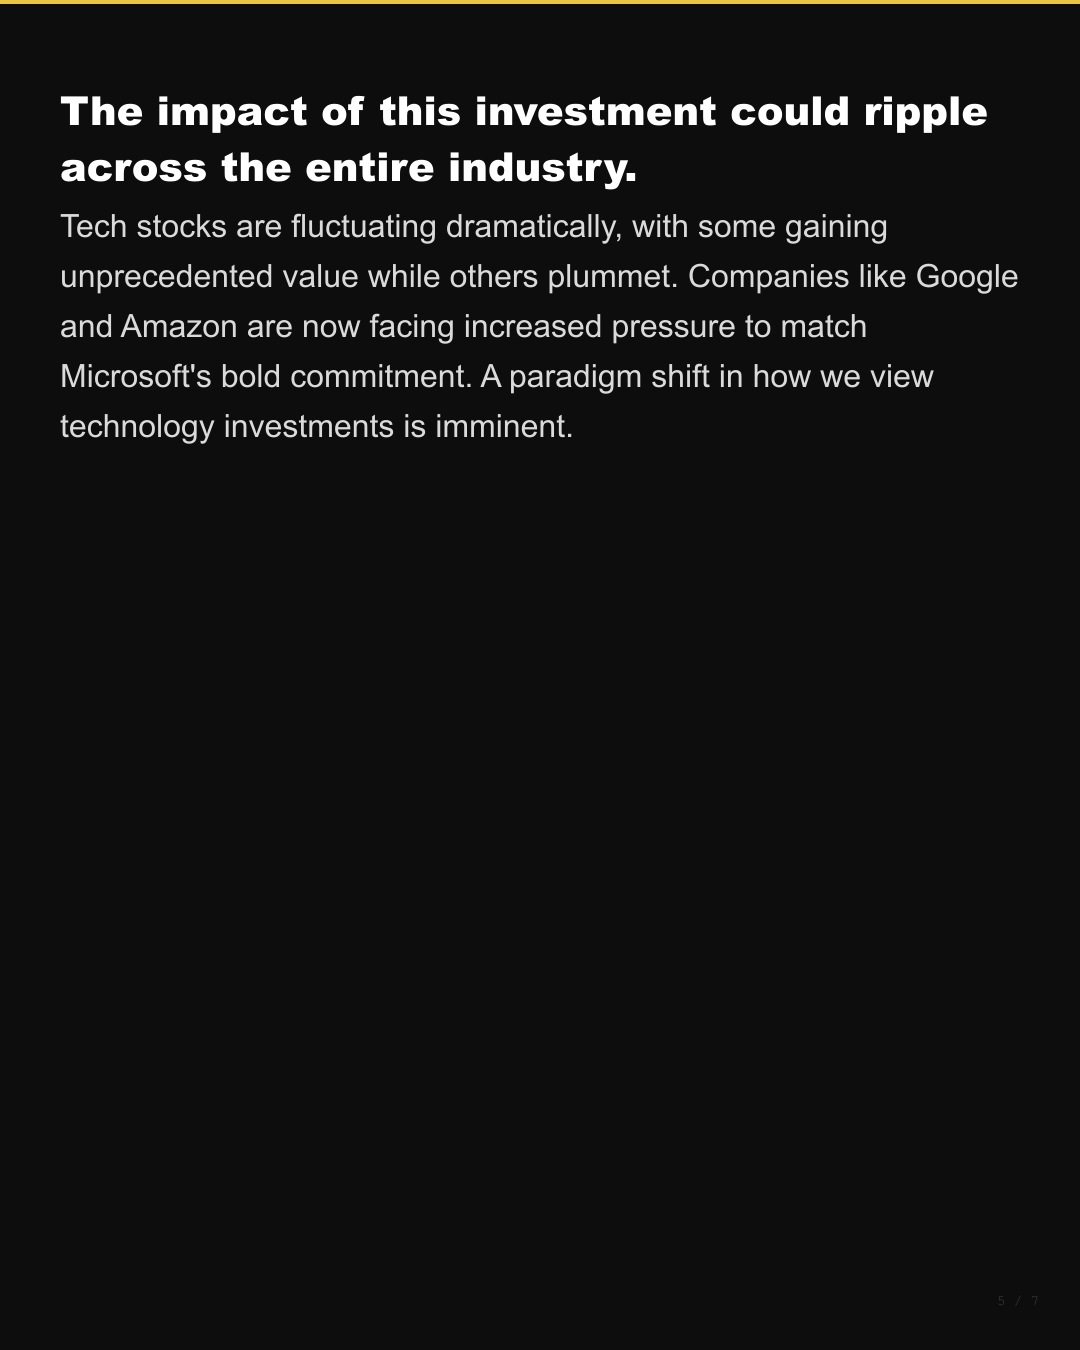 The impact of this investment could ripple
across the entire industry.
Tech stocks are fluctuating dramatically, with some gaining
unprecedented value while others plummet. Companies like Google
and Amazon are now facing increased pressure to match
Microsoft's bold commitment. A paradigm shift in how we view
technology investments is imminent.
5 / 7